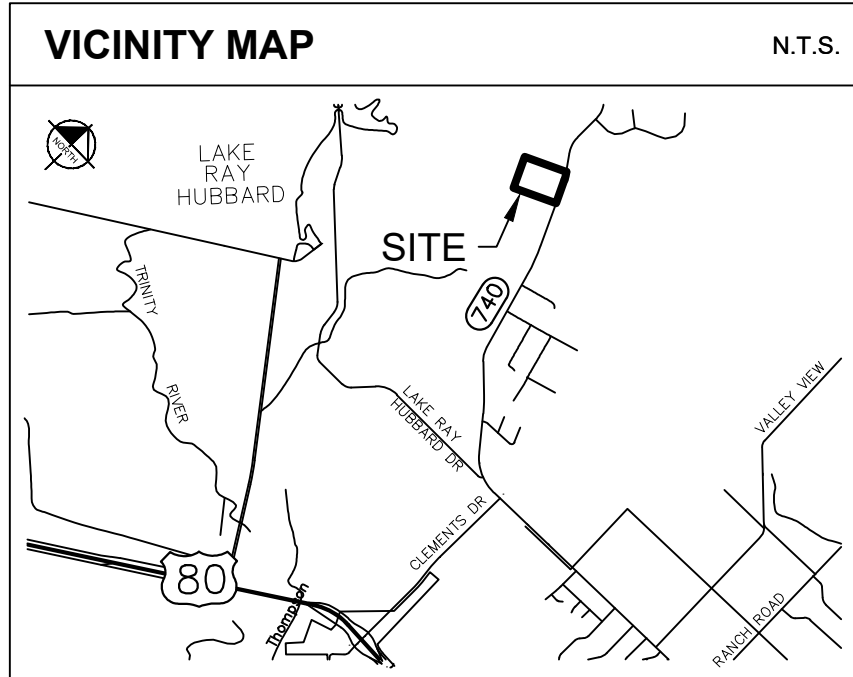 VICINITY MAP
N.T.S.
NORTH
LAKE
RAY
HUBBARD
SITE
TRINITY
RIVER
740
LAKE RAY
HUBBARD DR
VALLEY VIEW
CLEMENTS DR
80
Thompson
RANCH ROAD